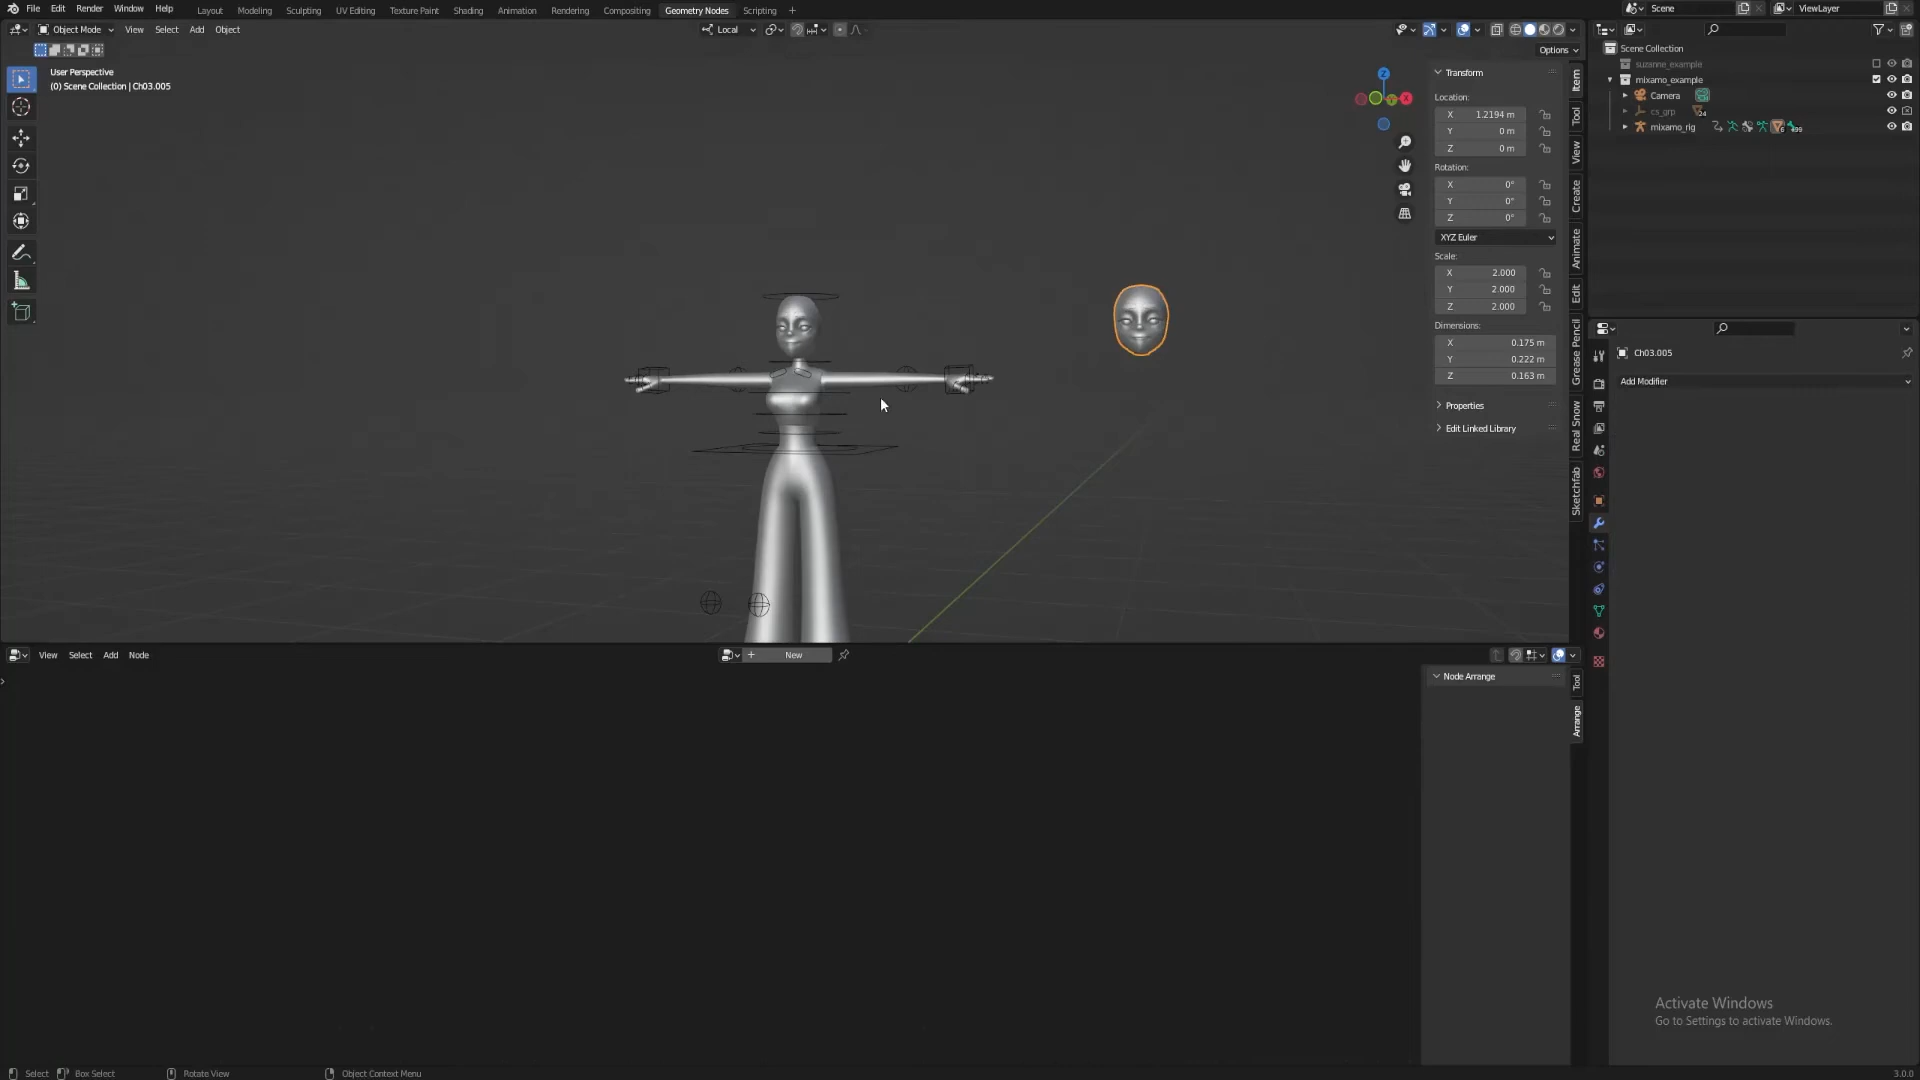 File Edit Render Window Help Layout Modeling Sculpting UV Editing Texture Paint Shading Animation Rendering Compositing Geometry Nodes Scripting + Scene ViewLayer
Object Mode View Select Add Object Local
Options
User Perspective
(0) Scene Collection | Ch03.005
Z
Y
X
Transform
Location:
X 1.2194 m
Y 0 m
Z 0 m
Rotation:
X 0°
Y 0°
Z 0°
XYZ Euler
Scale:
X 2.000
Y 2.000
Z 2.000
Dimensions:
X 0.175 m
Y 0.222 m
Z 0.163 m
Properties
Edit Linked Library
Item
Tool
View
Create
Animate
Edit
Grease Pencil
Real Snow
Sketchfab
Scene Collection
suzanne_example
mixamo_example
Camera
cs_grp 24
mixamo_rig 6 499
Ch03.005
Add Modifier
View Select Add Node + New
Node Arrange
Tool
Arrange
Activate Windows
Go to Settings to activate Windows.
Select Box Select Rotate View Object Context Menu 3.0.0